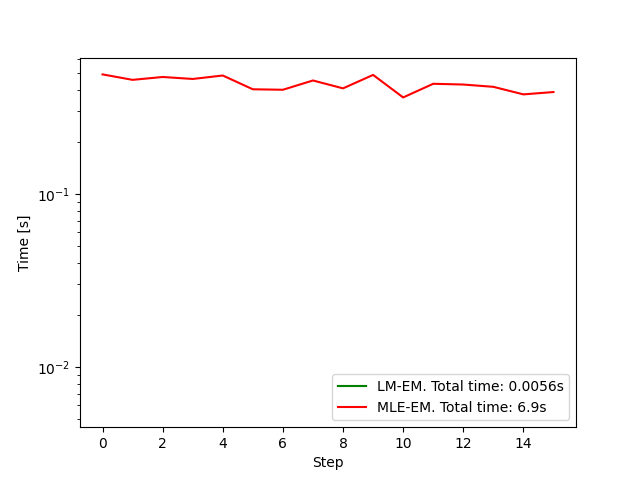 Time [s]
10⁻¹
10⁻²
0 2 4 6 8 10 12 14
Step
LM-EM. Total time: 0.0056s
MLE-EM. Total time: 6.9s